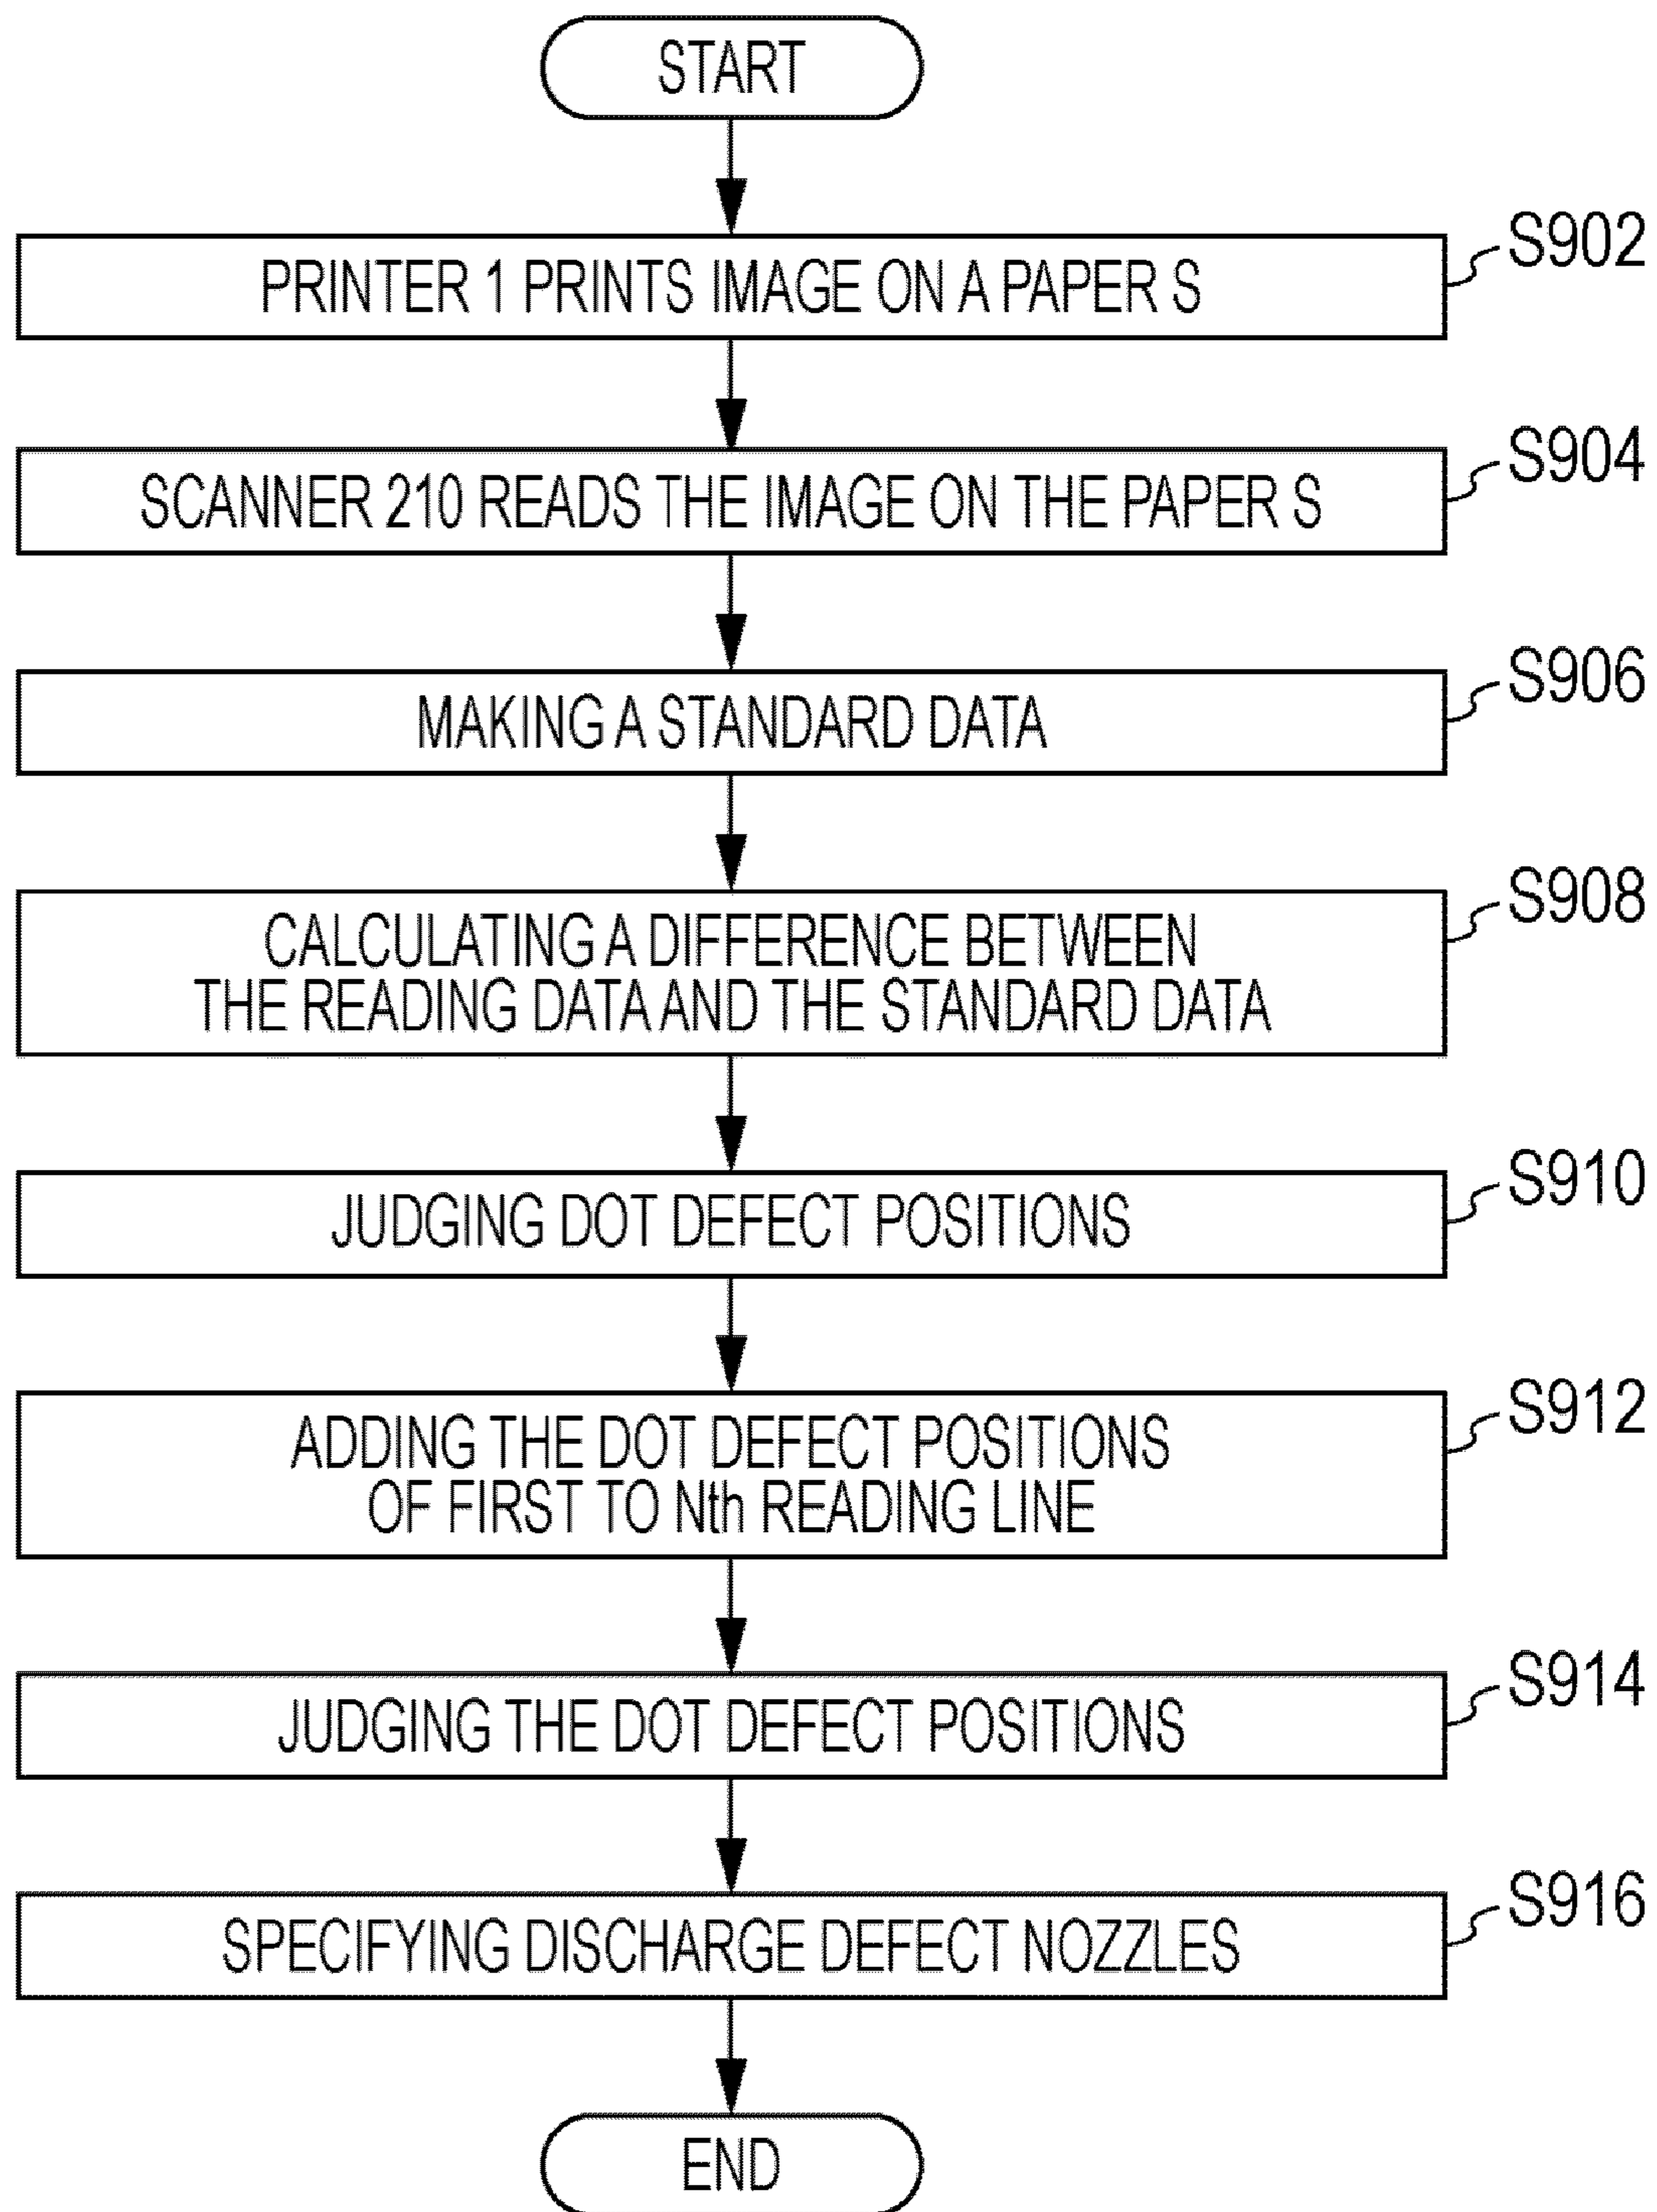 START
S902
PRINTER 1 PRINTS IMAGE ON A PAPER S
S904
SCANNER 210 READS THE IMAGE ON THE PAPER S
S906
MAKING A STANDARD DATA
S908
CALCULATING A DIFFERENCE BETWEEN
THE READING DATA AND THE STANDARD DATA
S910
JUDGING DOT DEFECT POSITIONS
S912
ADDING THE DOT DEFECT POSITIONS
OF FIRST TO Nth READING LINE
S914
JUDGING THE DOT DEFECT POSITIONS
S916
SPECIFYING DISCHARGE DEFECT NOZZLES
END